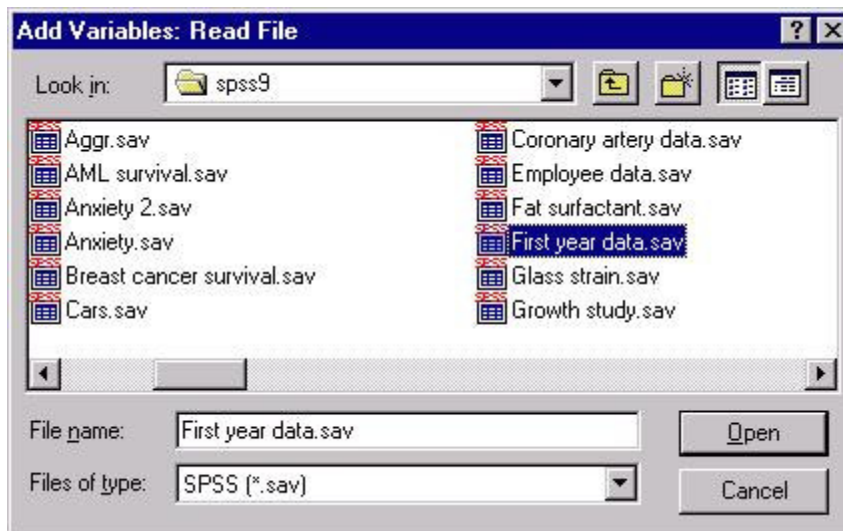 Add Variables: Read File
Look in: spss9
Aggr.sav
AML survival.sav
Anxiety 2.sav
Anxiety.sav
Breast cancer survival.sav
Cars.sav
Coronary artery data.sav
Employee data.sav
Fat surfactant.sav
First year data.sav
Glass strain.sav
Growth study.sav
File name: First year data.sav Open
Files of type: SPSS (*.sav) Cancel